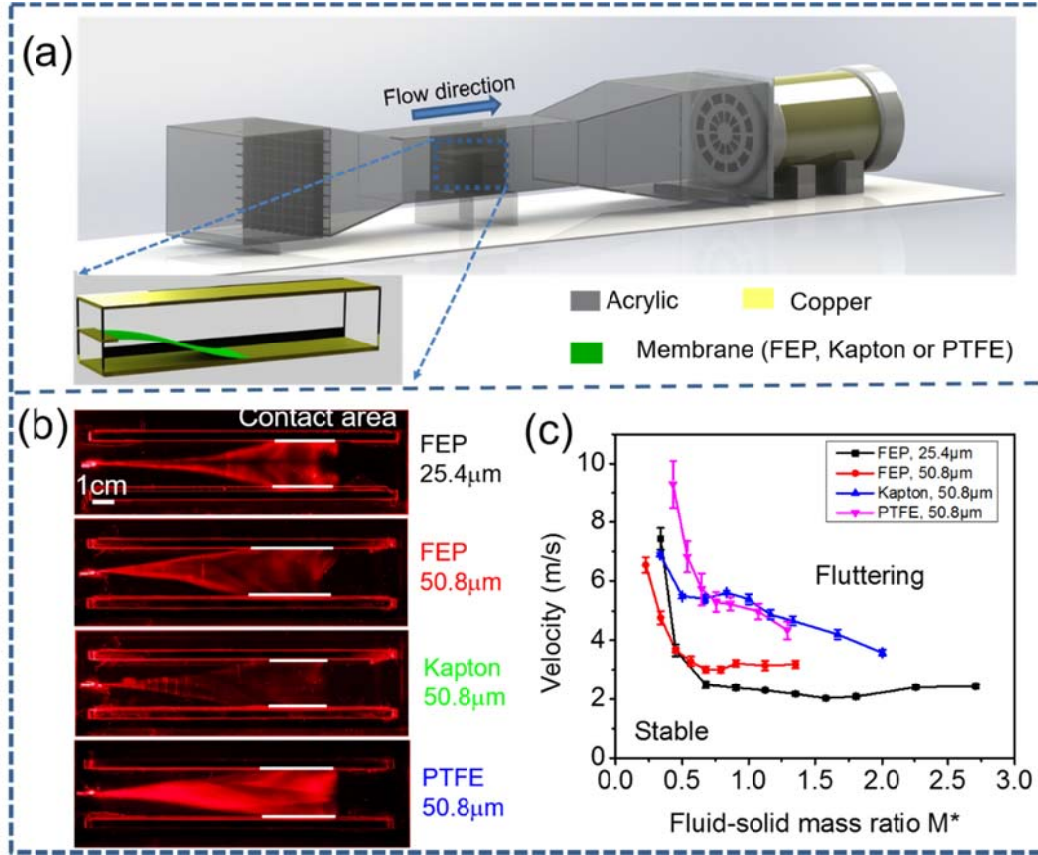 (a)
Flow direction
Acrylic
Copper
Membrane (FEP, Kapton or PTFE)
(b)
Contact area
1cm
FEP
25.4μm
FEP
50.8μm
Kapton
50.8μm
PTFE
50.8μm
(c)
FEP, 25.4μm
FEP, 50.8μm
Kapton, 50.8μm
PTFE, 50.8μm
Fluttering
Stable
Velocity (m/s)
10
8
6
4
2
0
0.0 0.5 1.0 1.5 2.0 2.5 3.0
Fluid-solid mass ratio M*